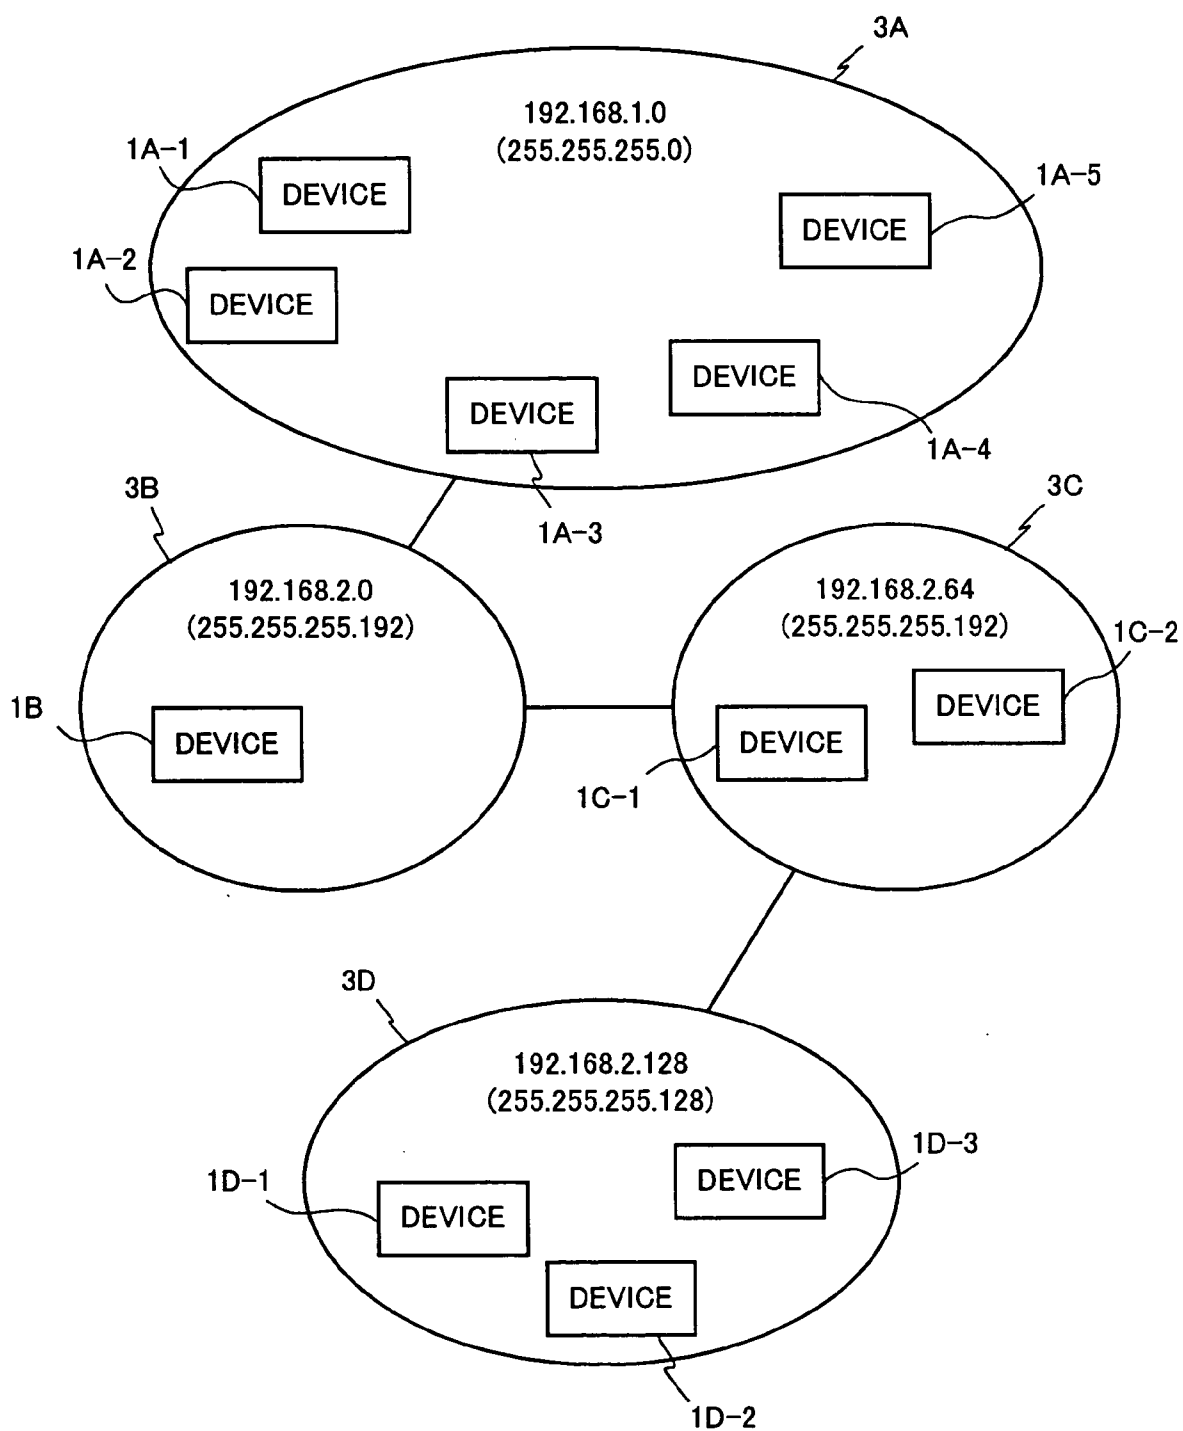 3A
192.168.1.0
(255.255.255.0)
1A-1
DEVICE
1A-5
DEVICE
1A-2
DEVICE
DEVICE
1A-4
DEVICE
1A-3
3B
192.168.2.0
(255.255.255.192)
1B
DEVICE
3C
192.168.2.64
(255.255.255.192)
1C-2
DEVICE
DEVICE
1C-1
3D
192.168.2.128
(255.255.255.128)
1D-3
DEVICE
1D-1
DEVICE
DEVICE
1D-2